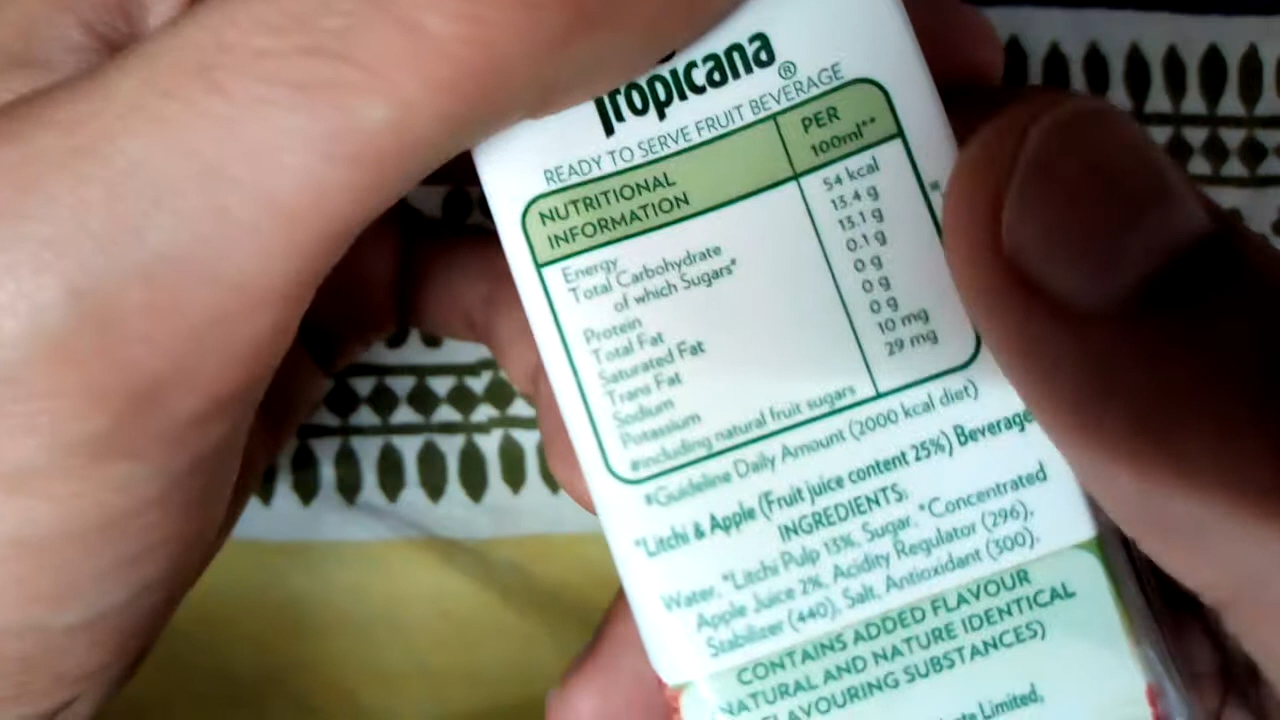 Tropicana®
READY TO SERVE FRUIT BEVERAGE
NUTRITIONAL INFORMATION PER 100ml**
Energy 54 kcal
Total Carbohydrate 13.4 g
of which Sugars# 13.1 g
Protein 0.1 g
Total Fat 0 g
Saturated Fat 0 g
Trans Fat 0 g
Sodium 10 mg
Potassium 29 mg
#including natural fruit sugars
#Guideline Daily Amount (2000 kcal diet)
*Litchi & Apple (Fruit juice content 25%) Beverage
INGREDIENTS:
Water, *Litchi Pulp 13%, Sugar, *Concentrated
Apple Juice 2%, Acidity Regulator (296),
Stabilizer (440), Salt, Antioxidant (300).
CONTAINS ADDED FLAVOUR
NATURAL AND NATURE IDENTICAL
FLAVOURING SUBSTANCES)
Limited,